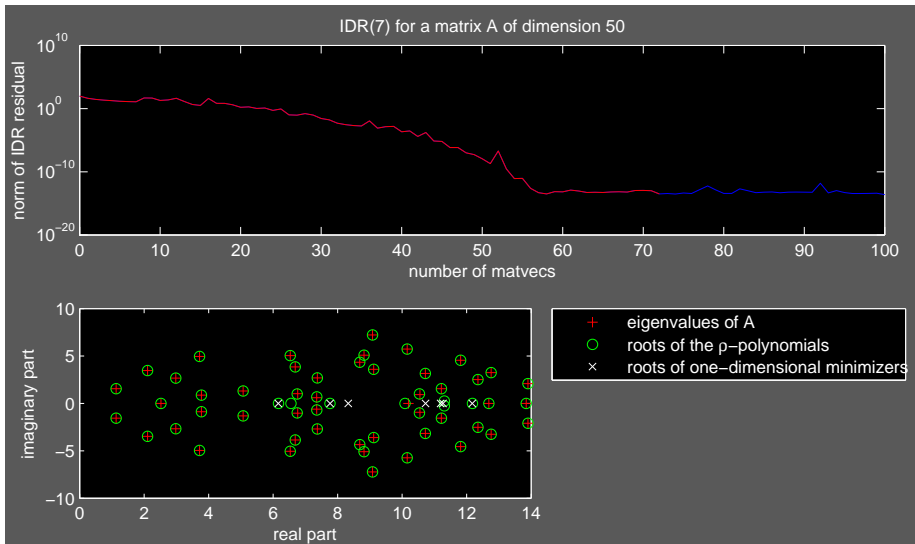 IDR(7) for a matrix A of dimension 50
norm of IDR residual
10^10
10^0
10^−10
10^−20
0 10 20 30 40 50 60 70 80 90 100
number of matvecs
imaginary part
10
5
0
−5
−10
0 2 4 6 8 10 12 14
real part
eigenvalues of A
roots of the ρ−polynomials
roots of one−dimensional minimizers